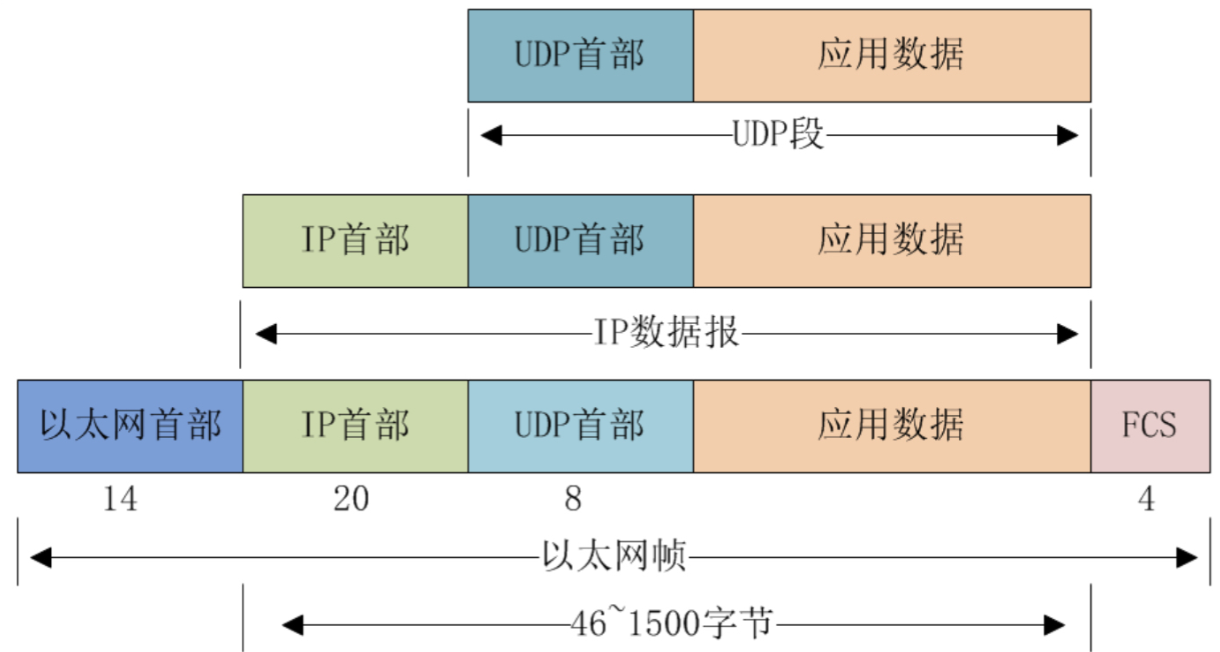 UDP首部 应用数据
UDP段
IP首部 UDP首部 应用数据
IP数据报
以太网首部 IP首部 UDP首部 应用数据 FCS
14 20 8 4
以太网帧
46~1500字节